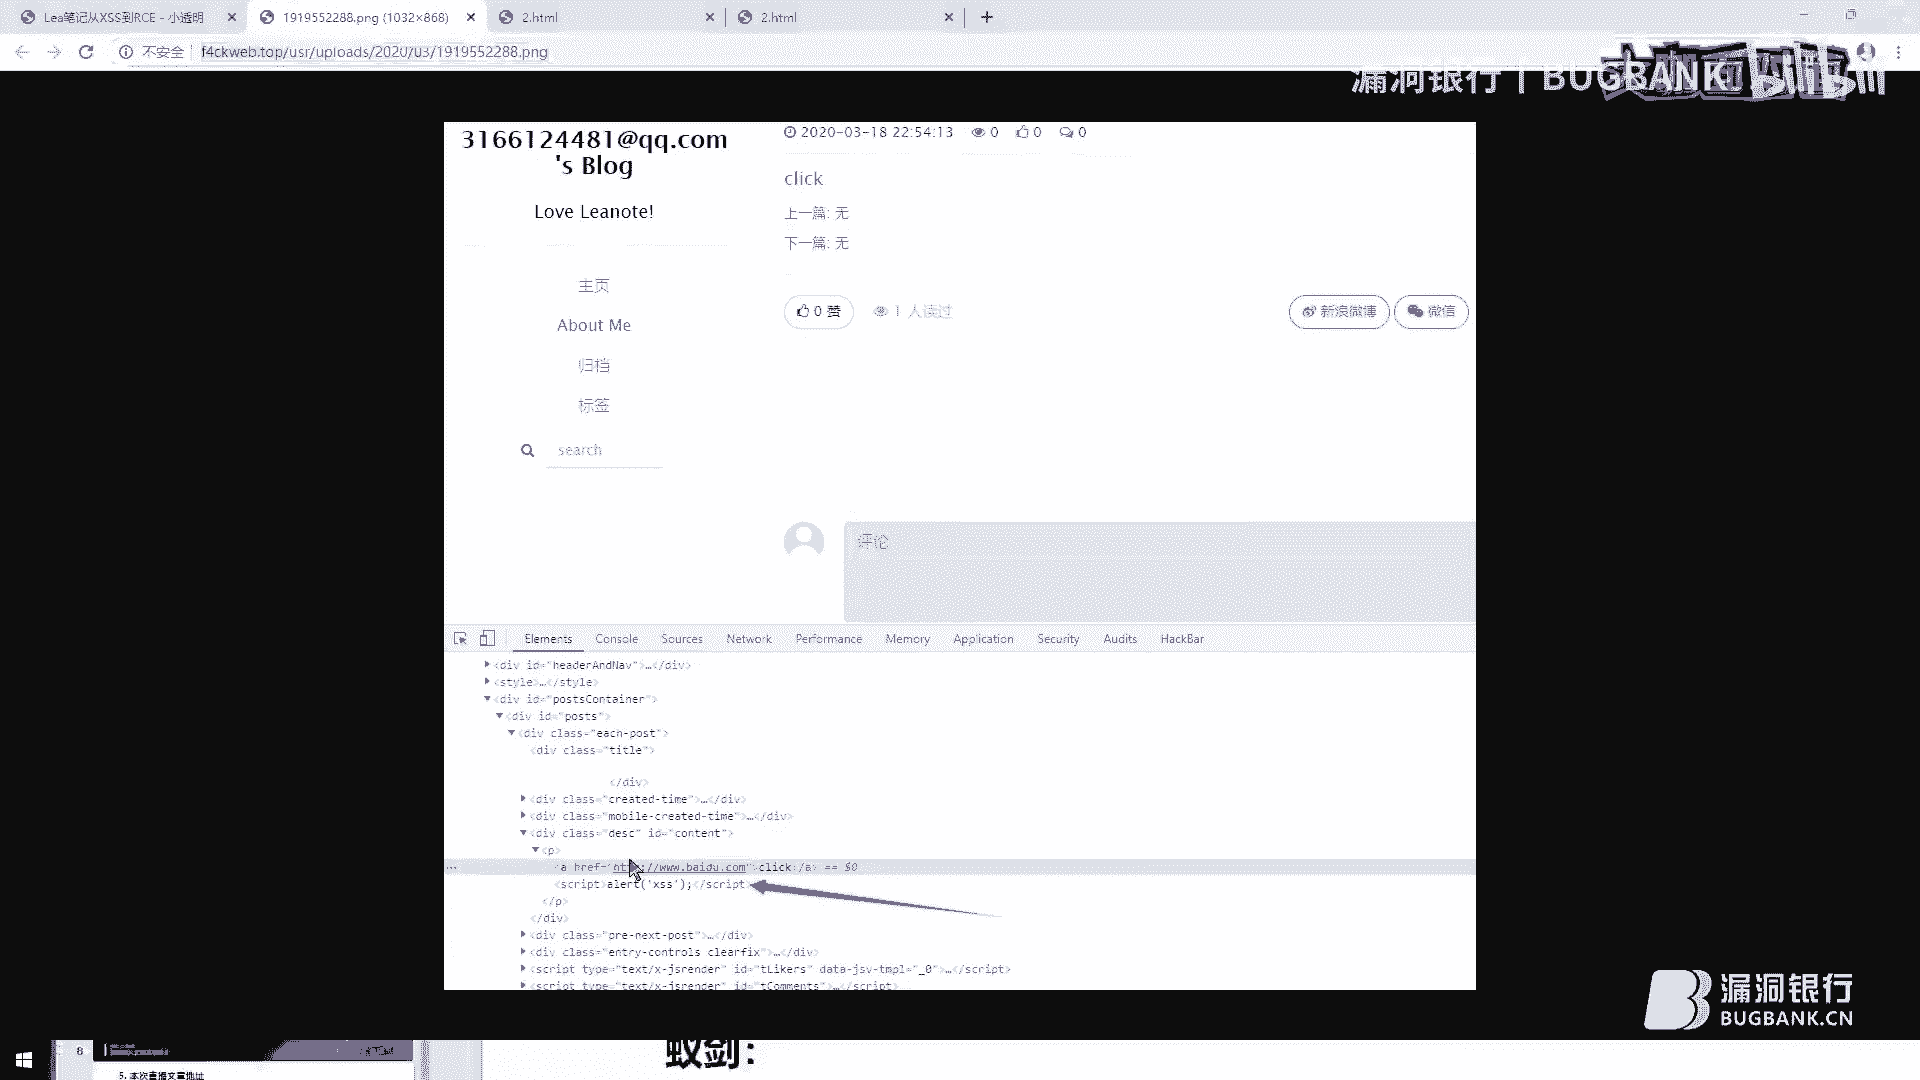 Lea笔记从XSS到RCE - 小透明
1919552288.png (1032×868)
2.html
2.html
不安全
f4ckweb.top/usr/uploads/2020/03/1919552288.png
漏洞银行丨BUGBANK
bilibili
3166124481@qq.com
's Blog
Love Leanote!
主页
About Me
归档
标签
search
2020-03-18 22:54:13 0 0 0
click
上一篇: 无
下一篇: 无
0 赞
1 人读过
新浪微博
微信
评论
Elements Console Sources Network Performance Memory Application Security Audits HackBar
<div id="headerAndNav">…</div>
<style>…</style>
<div id="postsContainer">
<div id="posts">
<div class="each-post">
<div class="title">
</div>
<div class="created-time">…</div>
<div class="mobile-created-time">…</div>
<div class="desc" id="content">
<p>
<a href="http://www.baidu.com">click</a> == $0
<script>alert('xss');</script>
</p>
</div>
<div class="pre-next-post">…</div>
<div class="entry-controls clearfix">…</div>
<script type="text/x-jsrender" id="tLikers" data-jsv-tmpl="_0">…</script>
<script type="text/x-jsrender" id="tComments">…</script>
漏洞银行
BUGBANK.CN
8
5. 本次直播文章地址
蚁剑：